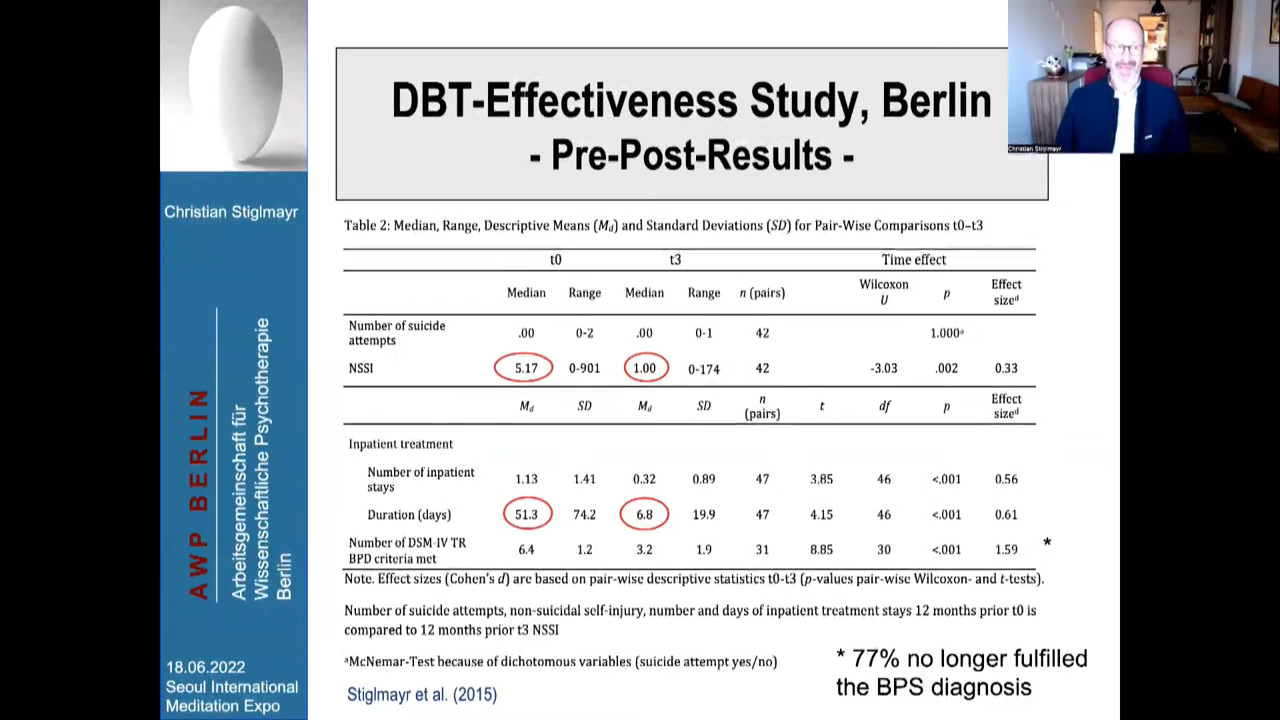 DBT-Effectiveness Study, Berlin
- Pre-Post-Results -
Christian Stiglmayr
Christian Stiglmayr
AWP BERLIN
Arbeitsgemeinschaft für
Wissenschaftliche Psychotherapie
Berlin
18.06.2022
Seoul International
Meditation Expo
Table 2: Median, Range, Descriptive Means (Md) and Standard Deviations (SD) for Pair-Wise Comparisons t0–t3
t0 t3 Time effect
Median Range Median Range n (pairs) Wilcoxon U p Effect sizeᵈ
Number of suicide attempts .00 0-2 .00 0-1 42 1.000ᵃ
NSSI 5.17 0-901 1.00 0-174 42 -3.03 .002 0.33
Md SD Md SD n (pairs) t df p Effect sizeᵈ
Inpatient treatment
Number of inpatient stays 1.13 1.41 0.32 0.89 47 3.85 46 <.001 0.56
Duration (days) 51.3 74.2 6.8 19.9 47 4.15 46 <.001 0.61
Number of DSM-IV TR BPD criteria met 6.4 1.2 3.2 1.9 31 8.85 30 <.001 1.59 *
Note. Effect sizes (Cohen's d) are based on pair-wise descriptive statistics t0-t3 (p-values pair-wise Wilcoxon- and t-tests).
Number of suicide attempts, non-suicidal self-injury, number and days of inpatient treatment stays 12 months prior t0 is
compared to 12 months prior t3 NSSI
ᵃMcNemar-Test because of dichotomous variables (suicide attempt yes/no)
Stiglmayr et al. (2015)
* 77% no longer fulfilled
the BPS diagnosis